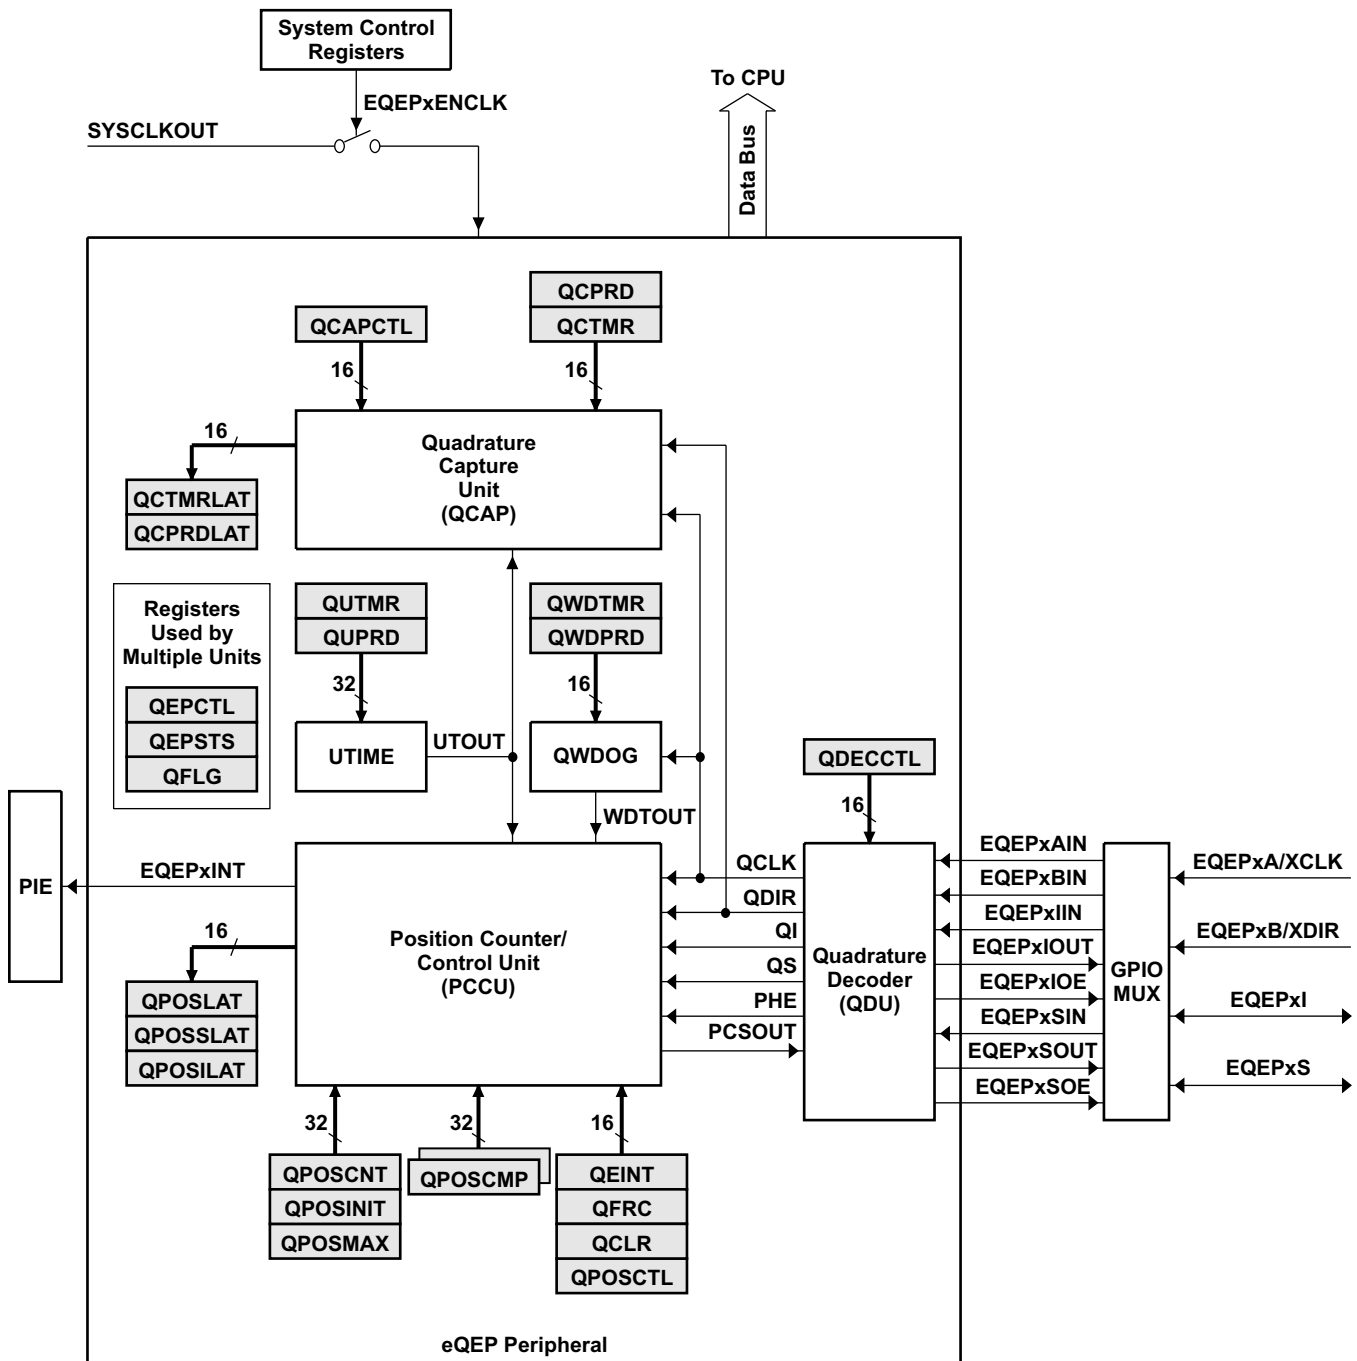 System Control
Registers
To CPU
EQEPxENCLK
SYSCLKOUT
Data Bus
QCPRD
QCAPCTL
QCTMR
16
16
16
Quadrature
Capture
Unit
(QCAP)
QCTMRLAT
QCPRDLAT
Registers
Used by
Multiple Units
QEPCTL
QEPSTS
QFLG
QUTMR
QUPRD
QWDTMR
QWDPRD
32
16
UTIME
UTOUT
QWDOG
QDECCTL
WDTOUT
16
PIE
EQEPxINT
16
Position Counter/
Control Unit
(PCCU)
QCLK
QDIR
QI
QS
PHE
PCSOUT
Quadrature
Decoder
(QDU)
EQEPxAIN
EQEPxBIN
EQEPxIIN
EQEPxIOUT
EQEPxIOE
EQEPxSIN
EQEPxSOUT
EQEPxSOE
GPIO
MUX
EQEPxA/XCLK
EQEPxB/XDIR
EQEPxI
EQEPxS
QPOSLAT
QPOSSLAT
QPOSILAT
32
32
16
QPOSCNT
QPOSINIT
QPOSMAX
QPOSCMP
QEINT
QFRC
QCLR
QPOSCTL
eQEP Peripheral